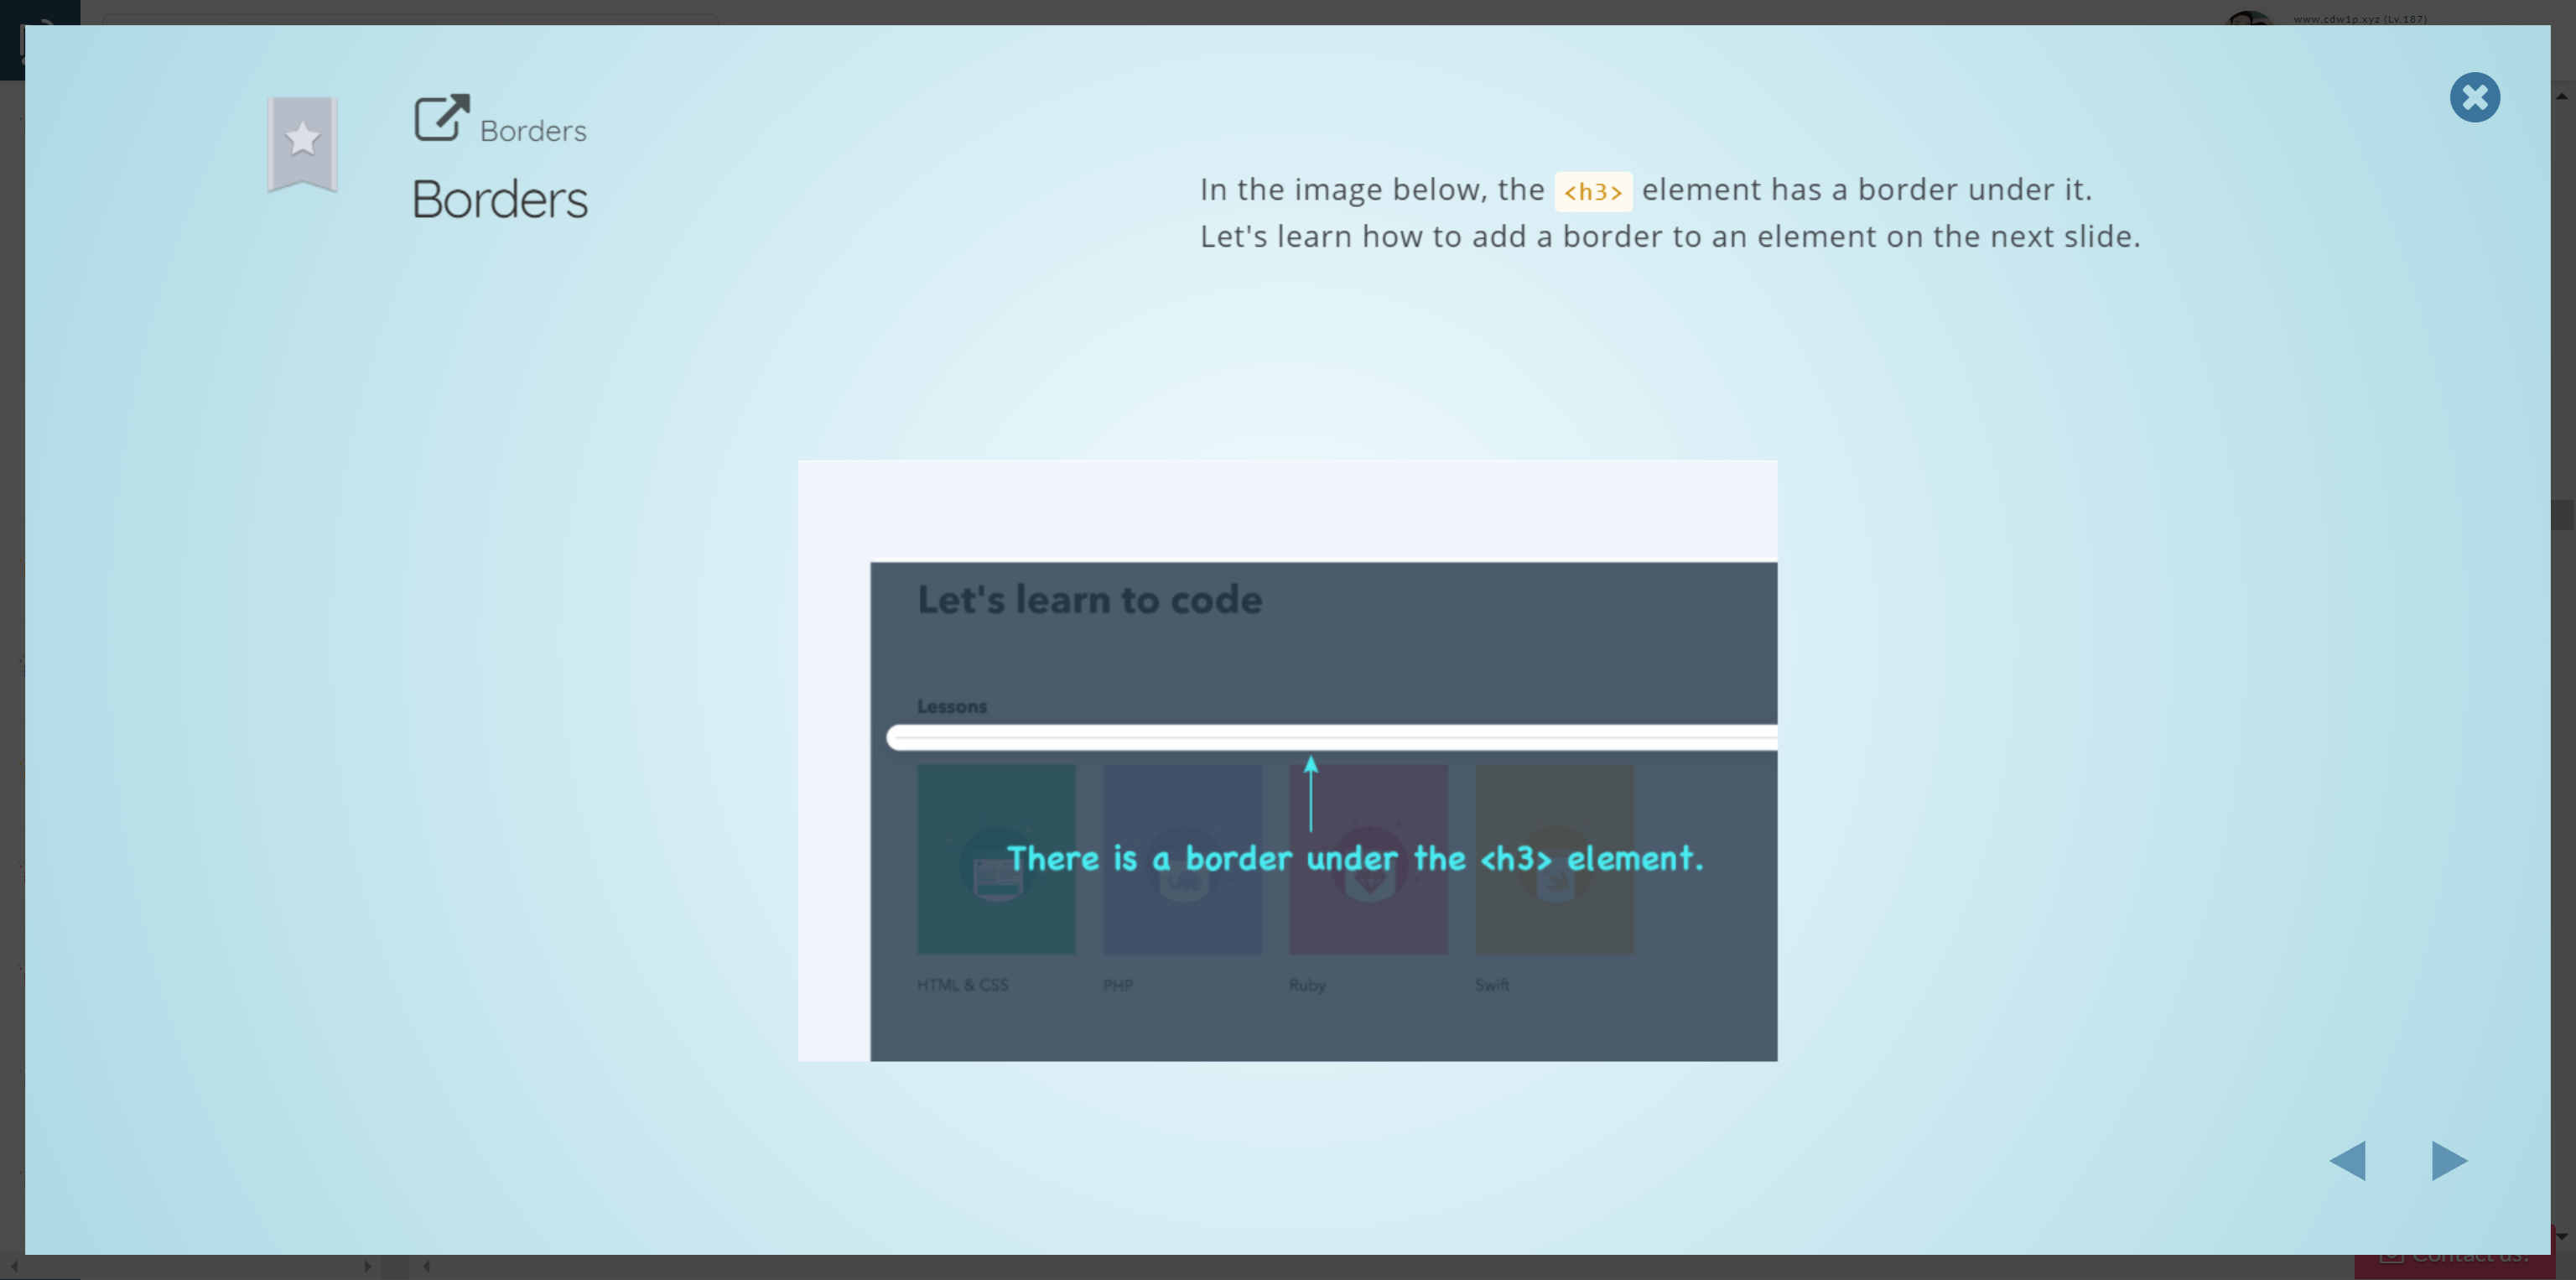 www.cdw1p.xyz (Lv.187)
Borders
Borders
In the image below, the <h3> element has a border under it.
Let's learn how to add a border to an element on the next slide.
Let's learn to code
Lessons
There is a border under the <h3> element.
HTML & CSS PHP Ruby Swift
Contact us!